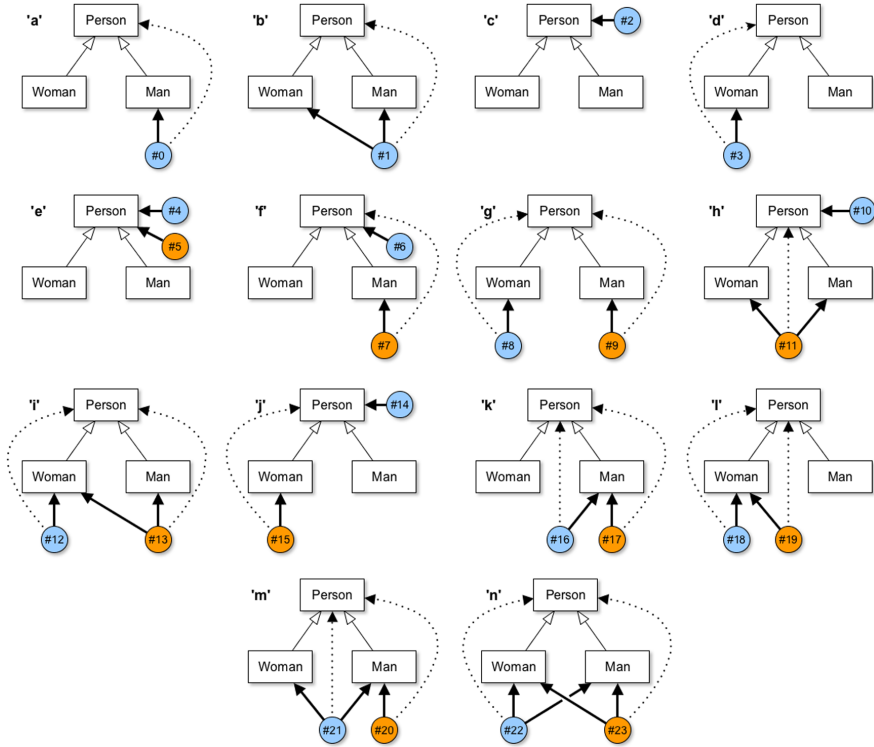 'a' Person 'b' Person 'c' Person #2 'd' Person
Woman Man Woman Man Woman Man Woman Man
#0 #1 #3
'e' Person #4 'f' Person 'g' Person 'h' Person #10
#5 #6
Woman Man Woman Man Woman Man Woman Man
#7 #8 #9 #11
'i' Person 'j' Person #14 'k' Person 'l' Person
Woman Man Woman Man Woman Man Woman Man
#12 #13 #15 #16 #17 #18 #19
'm' Person 'n' Person
Woman Man Woman Man
#21 #20 #22 #23